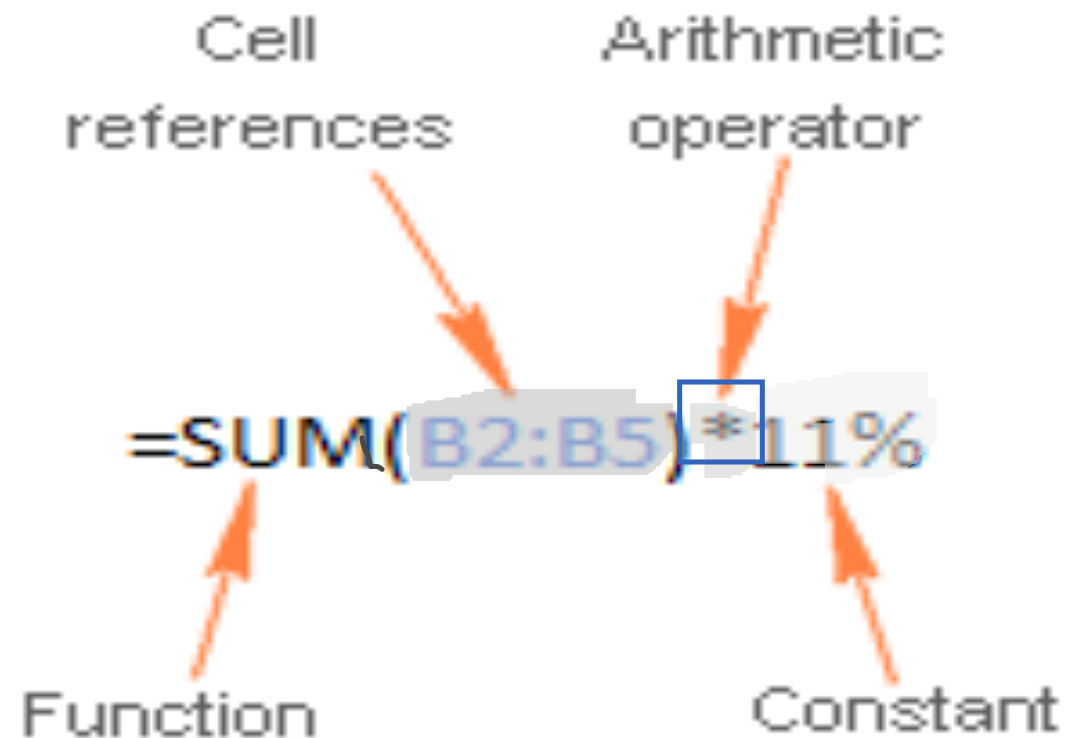 Cell
references
Arithmetic
operator
=SUM(B2:B5)*11%
Function
Constant